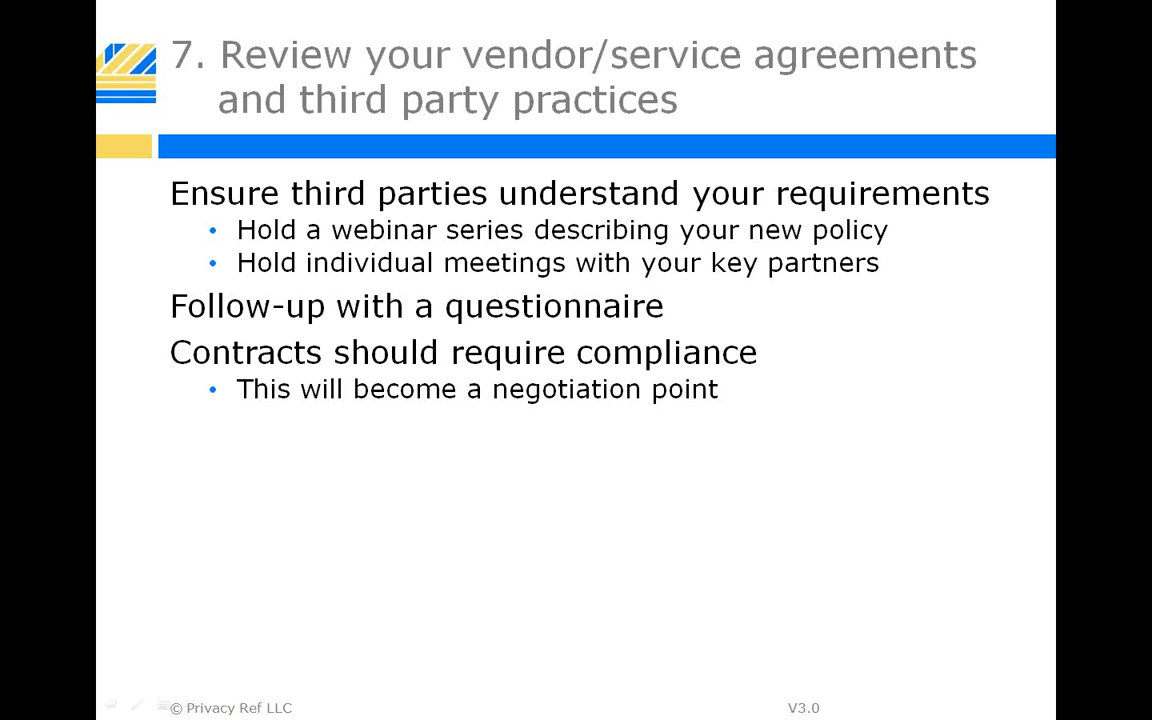 7. Review your vendor/service agreements
and third party practices
Ensure third parties understand your requirements
• Hold a webinar series describing your new policy
• Hold individual meetings with your key partners
Follow-up with a questionnaire
Contracts should require compliance
• This will become a negotiation point
© Privacy Ref LLC V3.0